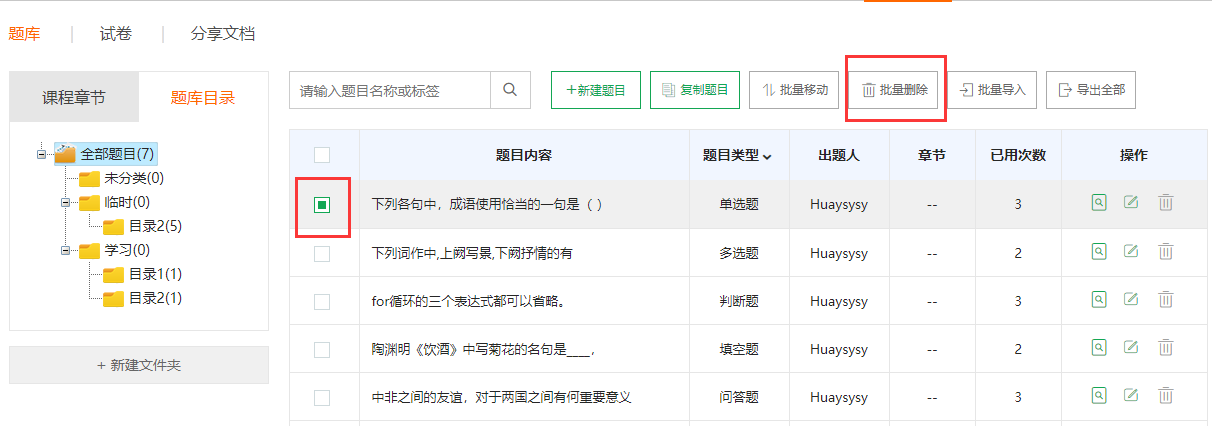 题库 | 试卷 | 分享文档
课程章节 题库目录
全部题目(7)
未分类(0)
临时(0)
目录2(5)
学习(0)
目录1(1)
目录2(1)
+ 新建文件夹
请输入题目名称或标签 +新建题目 复制题目 批量移动 批量删除 批量导入 导出全部
题目内容 题目类型 出题人 章节 已用次数 操作
下列各句中，成语使用恰当的一句是（ ） 单选题 Huaysysy -- 3
下列词作中,上阙写景,下阙抒情的有 多选题 Huaysysy -- 2
for循环的三个表达式都可以省略。 判断题 Huaysysy -- 3
陶渊明《饮酒》中写菊花的名句是____, 填空题 Huaysysy -- 2
中非之间的友谊，对于两国之间有何重要意义 问答题 Huaysysy -- 3